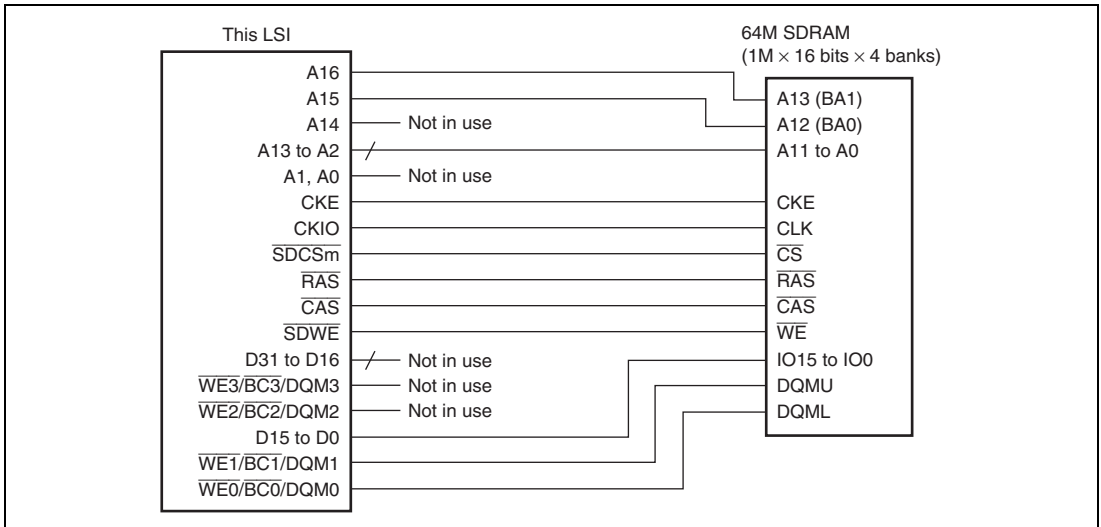 This LSI
64M SDRAM
(1M × 16 bits × 4 banks)
A16
A15
A14
Not in use
A13 to A2
A1, A0
Not in use
CKE
CKIO
SDCSm
RAS
CAS
SDWE
D31 to D16
Not in use
WE3/BC3/DQM3
Not in use
WE2/BC2/DQM2
Not in use
D15 to D0
WE1/BC1/DQM1
WE0/BC0/DQM0
A13 (BA1)
A12 (BA0)
A11 to A0
CKE
CLK
CS
RAS
CAS
WE
IO15 to IO0
DQMU
DQML